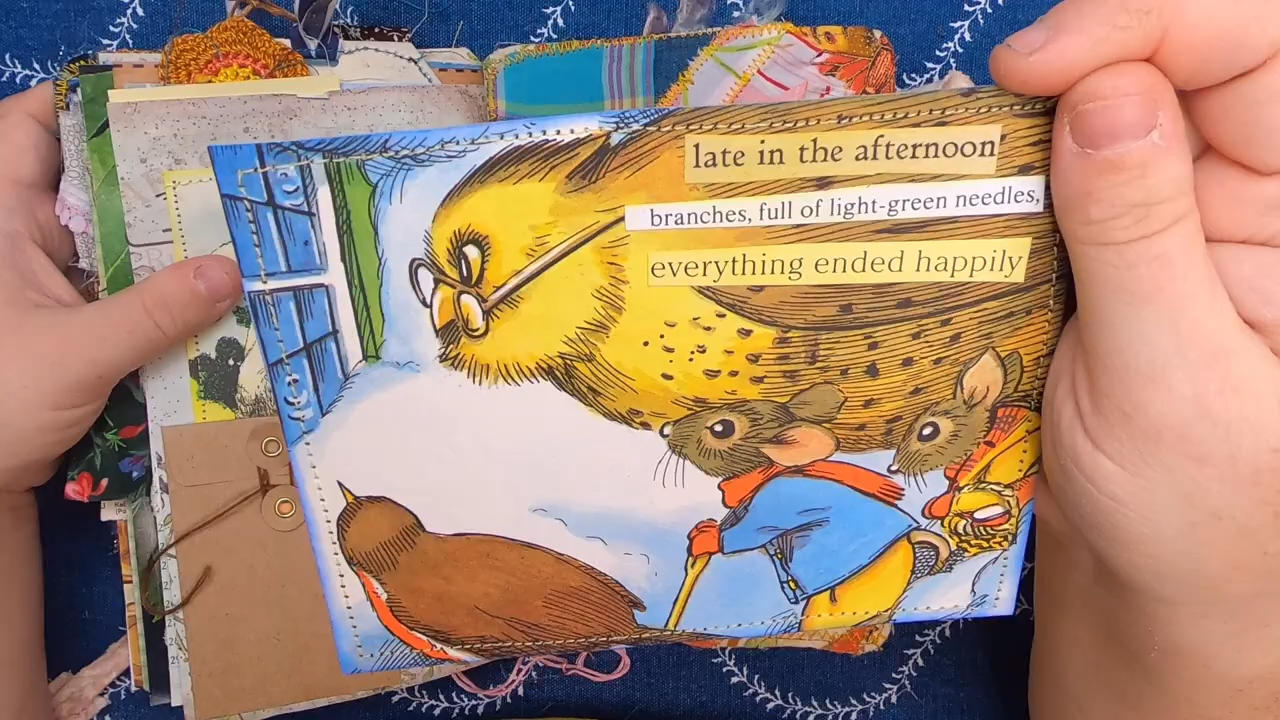 late in the afternoon
branches, full of light-green needles,
everything ended happily